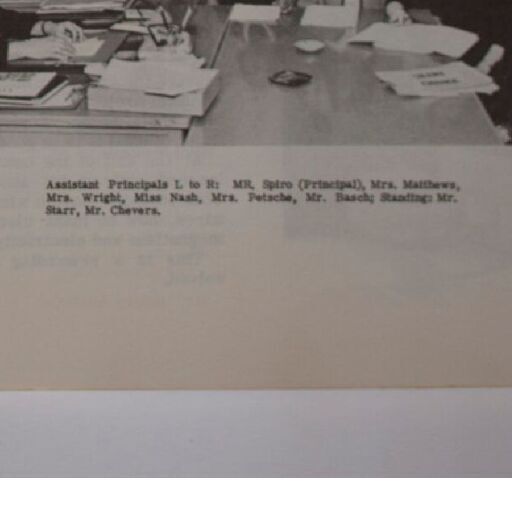 Assistant Principals L to R: MR. Spiro (Principal), Mrs. Matthews,
Mrs. Wright, Miss Nash, Mrs. Petsche, Mr. Basch; Standing: Mr.
Starr, Mr. Chevers.